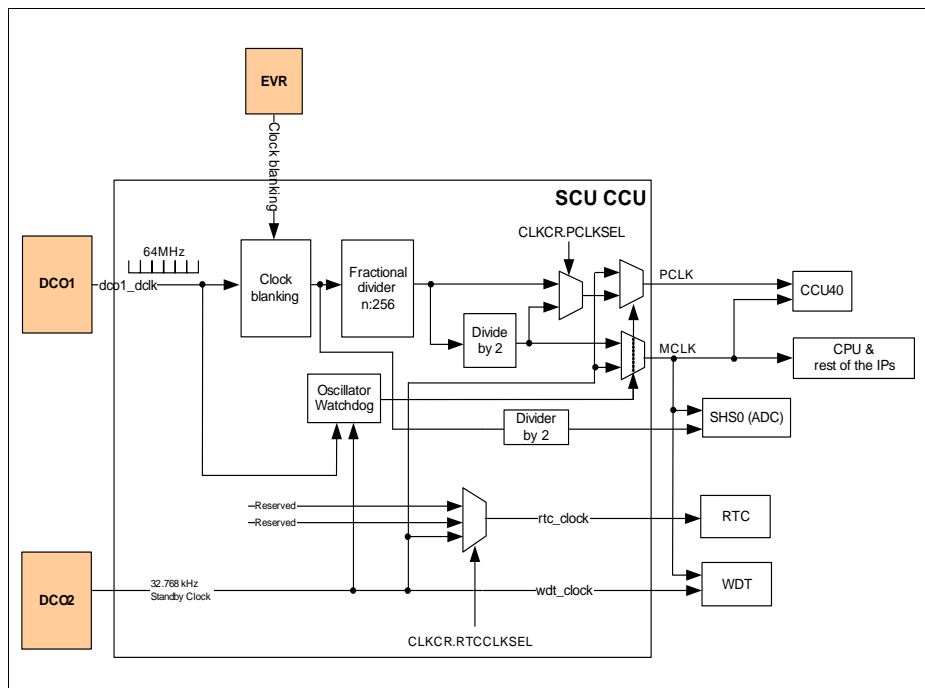 EVR
Clock blanking
SCU CCU
CLKCR.PCLKSEL
64MHz
DCO1
dco1_dclk
Clock
blanking
Fractional
divider
n:256
PCLK
CCU40
Divide
by 2
MCLK
CPU &
rest of the IPs
Oscillator
Watchdog
Divider
by 2
SHS0 (ADC)
Reserved
Reserved
rtc_clock
RTC
DCO2
32.768 kHz
Standby Clock
wdt_clock
WDT
CLKCR.RTCCLKSEL